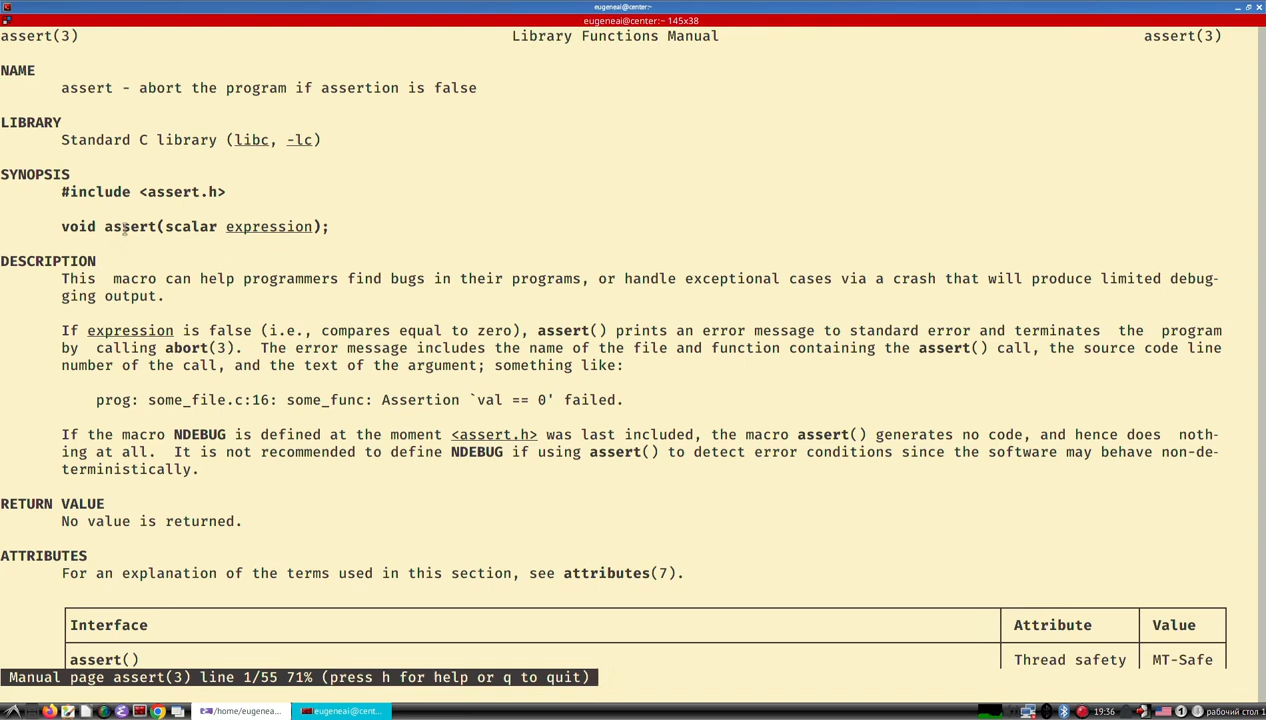 eugeneai@center:~
eugeneai@center:~ 145x38
assert(3) Library Functions Manual assert(3)
NAME
assert - abort the program if assertion is false
LIBRARY
Standard C library (libc, -lc)
SYNOPSIS
#include <assert.h>
void assert(scalar expression);
DESCRIPTION
This macro can help programmers find bugs in their programs, or handle exceptional cases via a crash that will produce limited debug-
ging output.
If expression is false (i.e., compares equal to zero), assert() prints an error message to standard error and terminates the program
by calling abort(3). The error message includes the name of the file and function containing the assert() call, the source code line
number of the call, and the text of the argument; something like:
prog: some_file.c:16: some_func: Assertion `val == 0' failed.
If the macro NDEBUG is defined at the moment <assert.h> was last included, the macro assert() generates no code, and hence does noth-
ing at all. It is not recommended to define NDEBUG if using assert() to detect error conditions since the software may behave non-de-
terministically.
RETURN VALUE
No value is returned.
ATTRIBUTES
For an explanation of the terms used in this section, see attributes(7).
Interface Attribute Value
assert() Thread safety MT-Safe
Manual page assert(3) line 1/55 71% (press h for help or q to quit)
/home/eugenea... eugeneai@cent... 19:36 1 рабочий стол 1